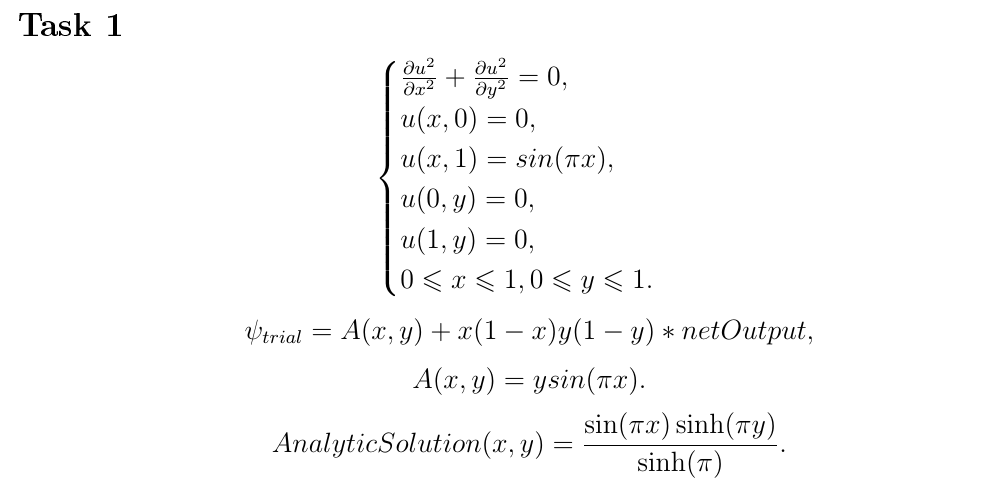 Task 1
∂u²/∂x² + ∂u²/∂y² = 0,
u(x, 0) = 0,
u(x, 1) = sin(πx),
u(0, y) = 0,
u(1, y) = 0,
0 ⩽ x ⩽ 1, 0 ⩽ y ⩽ 1.
ψ_trial = A(x, y) + x(1 − x)y(1 − y) ∗ netOutput,
A(x, y) = ysin(πx).
AnalyticSolution(x, y) = sin(πx) sinh(πy) / sinh(π).